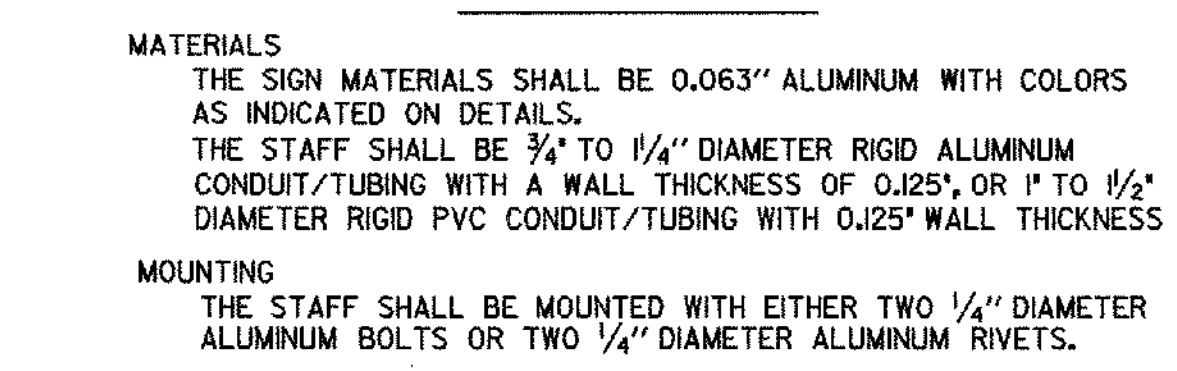 MATERIALS
THE SIGN MATERIALS SHALL BE 0.063" ALUMINUM WITH COLORS
AS INDICATED ON DETAILS.
THE STAFF SHALL BE 3/4" TO 1 1/4" DIAMETER RIGID ALUMINUM
CONDUIT/TUBING WITH A WALL THICKNESS OF 0.125", OR 1" TO 1 1/2"
DIAMETER RIGID PVC CONDUIT/TUBING WITH 0.125" WALL THICKNESS
MOUNTING
THE STAFF SHALL BE MOUNTED WITH EITHER TWO 1/4" DIAMETER
ALUMINUM BOLTS OR TWO 1/4" DIAMETER ALUMINUM RIVETS.